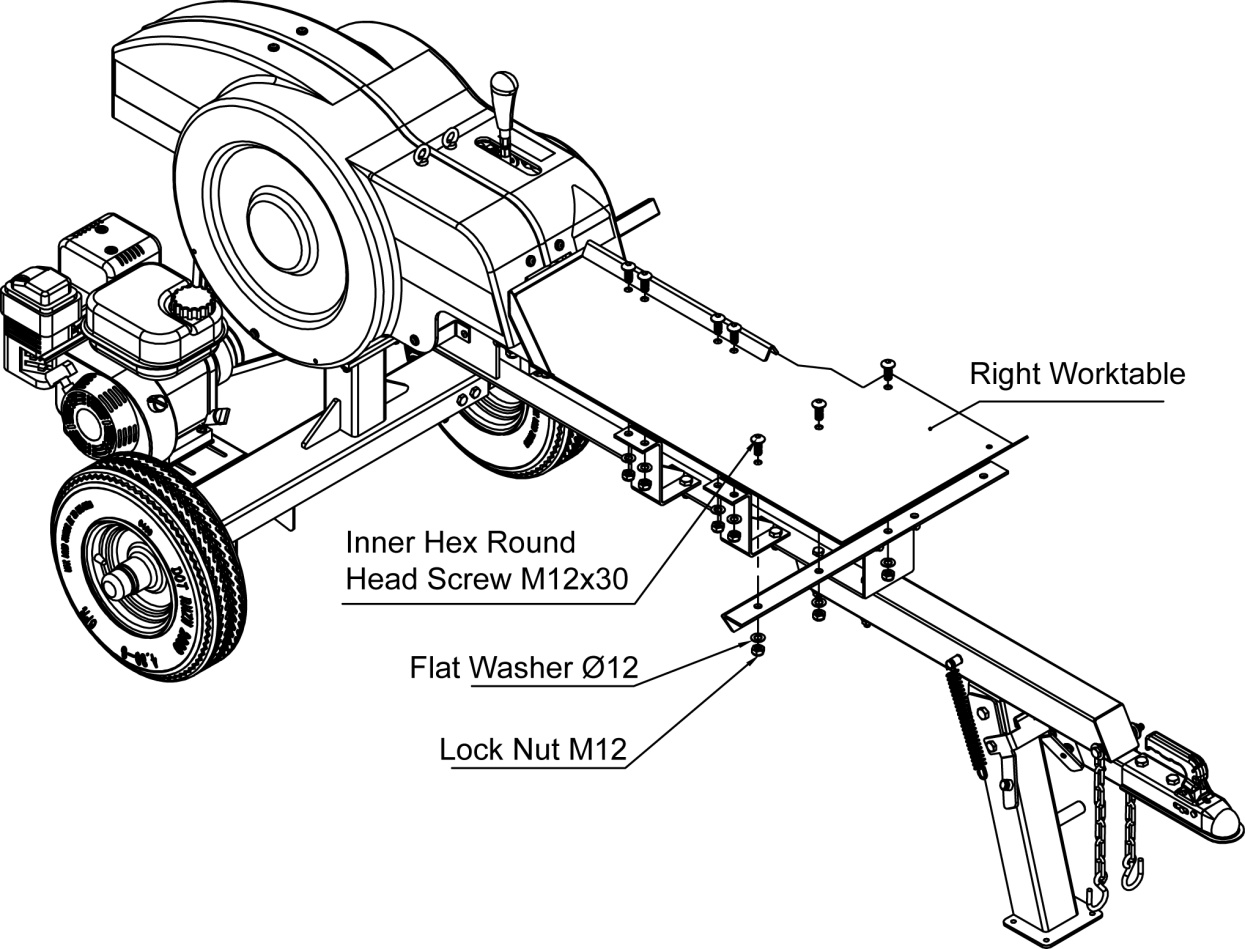 Right Worktable
Inner Hex Round
Head Screw M12x30
Flat Washer Ø12
Lock Nut M12